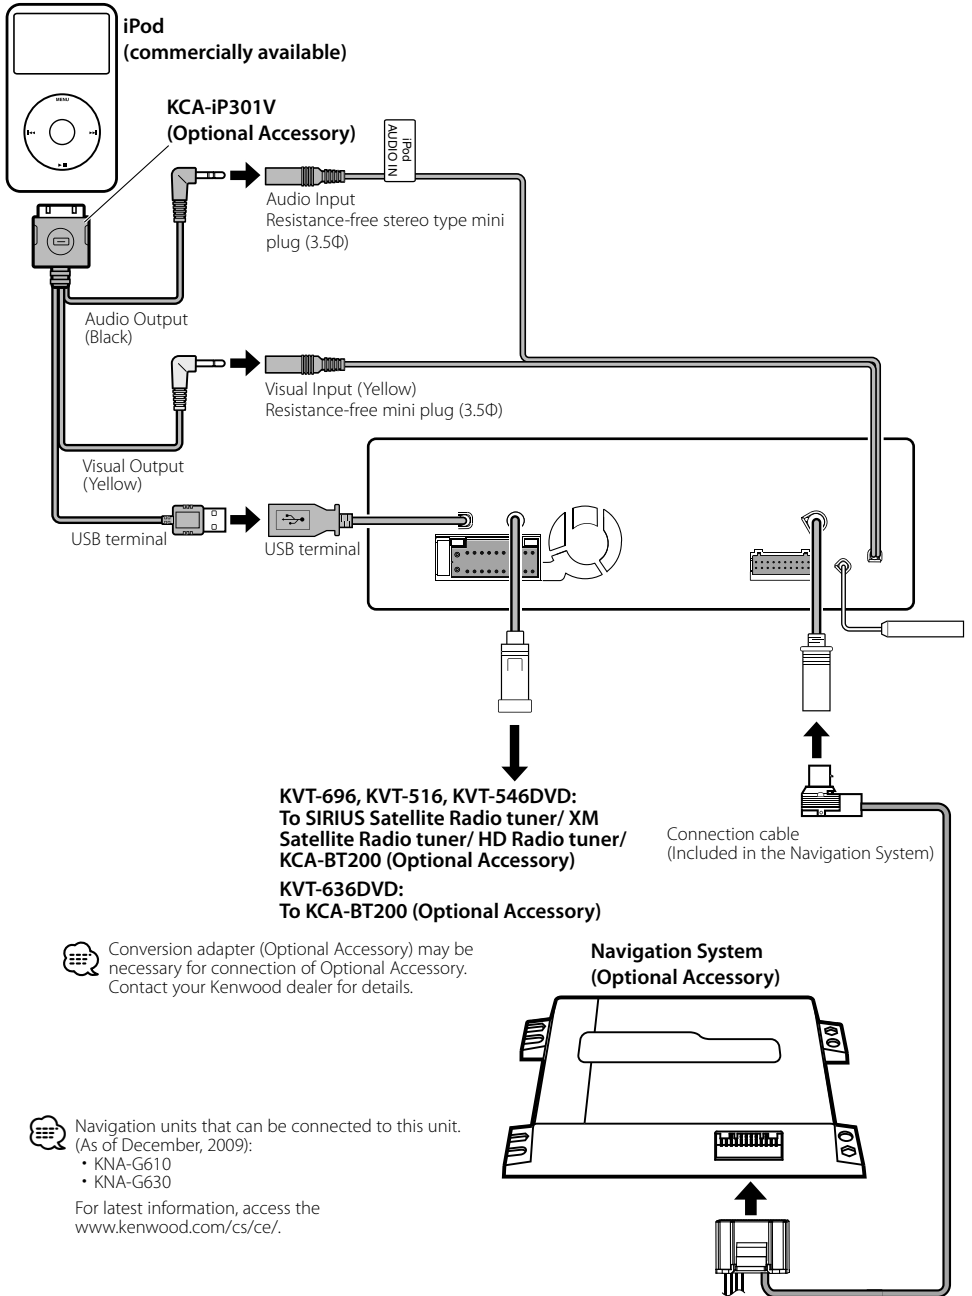 iPod
(commercially available)
MENU
KCA-iP301V
(Optional Accessory)
iPod
AUDIO IN
Audio Input
Resistance-free stereo type mini
plug (3.5Φ)
Audio Output
(Black)
Visual Input (Yellow)
Resistance-free mini plug (3.5Φ)
Visual Output
(Yellow)
USB terminal
USB terminal
KVT-696, KVT-516, KVT-546DVD:
To SIRIUS Satellite Radio tuner/ XM
Satellite Radio tuner/ HD Radio tuner/
KCA-BT200 (Optional Accessory)
KVT-636DVD:
To KCA-BT200 (Optional Accessory)
Connection cable
(Included in the Navigation System)
Conversion adapter (Optional Accessory) may be
necessary for connection of Optional Accessory.
Contact your Kenwood dealer for details.
Navigation System
(Optional Accessory)
Navigation units that can be connected to this unit.
(As of December, 2009):
• KNA-G610
• KNA-G630
For latest information, access the
www.kenwood.com/cs/ce/.